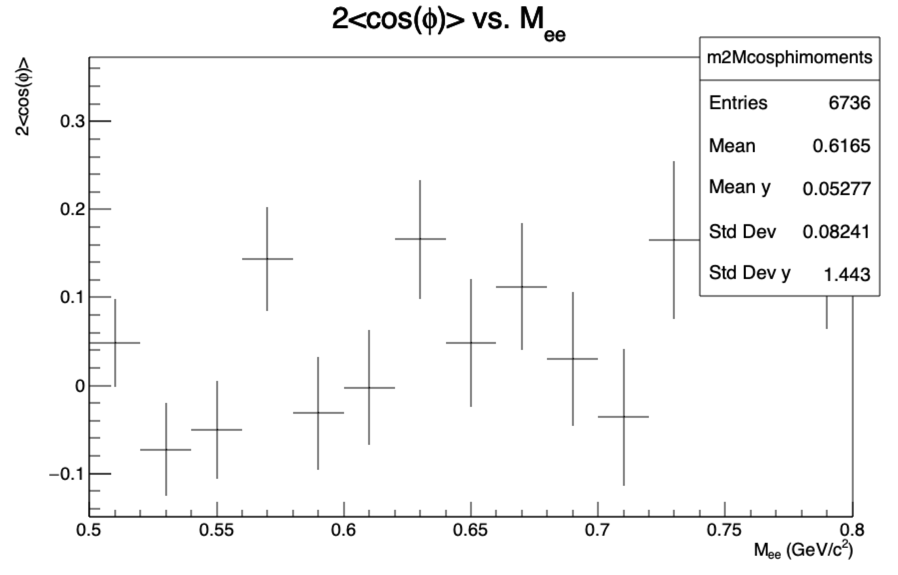 2<cos(ϕ)> vs. M_ee
m2Mcosphimoments
Entries 6736
Mean 0.6165
Mean y 0.05277
Std Dev 0.08241
Std Dev y 1.443
2<cos(ϕ)>
0.3
0.2
0.1
0
−0.1
0.5 0.55 0.6 0.65 0.7 0.75 0.8
M_ee (GeV/c²)